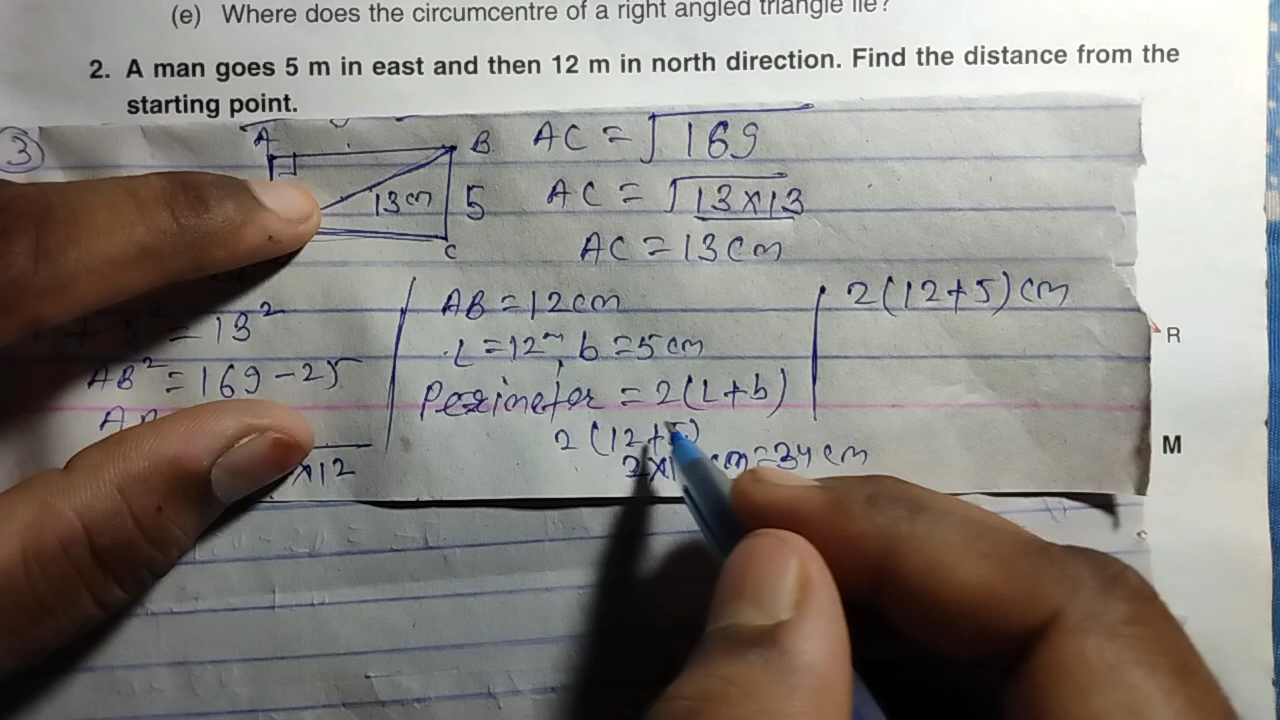 (e) Where does the circumcentre of a right angled triangle lie?
2. A man goes 5 m in east and then 12 m in north direction. Find the distance from the
starting point.
3
A
B
13cm
5
C
AC = √169
AC = √13×13
AC = 13cm
= 13²
AB² = 169-25
×12
AB = 12cm
L = 12 , b = 5cm
Perimeter = 2(L+b)
2(12+5)
cm = 34cm
2(12+5)cm
R
M